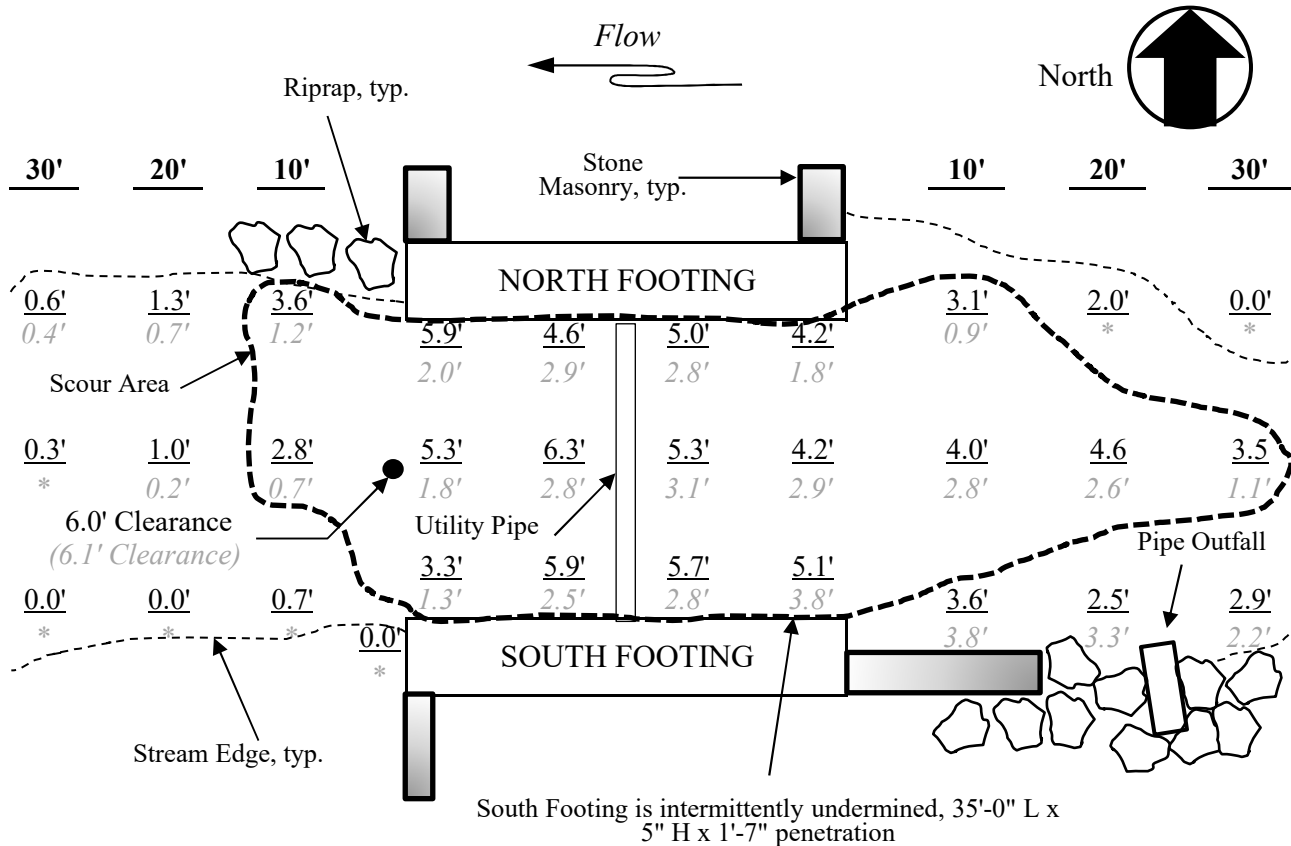 Flow
North
Riprap, typ.
Stone
Masonry, typ.
30' 20' 10' 10' 20' 30'
NORTH FOOTING
0.6' 1.3' 3.6' 3.1' 2.0' 0.0'
0.4' 0.7' 1.2' 0.9' * *
5.9' 4.6' 5.0' 4.2'
2.0' 2.9' 2.8' 1.8'
Scour Area
0.3' 1.0' 2.8' 5.3' 6.3' 5.3' 4.2' 4.0' 4.6 3.5
* 0.2' 0.7' 1.8' 2.8' 3.1' 2.9' 2.8' 2.6' 1.1'
6.0' Clearance
(6.1' Clearance)
Utility Pipe
Pipe Outfall
3.3' 5.9' 5.7' 5.1'
1.3' 2.5' 2.8' 3.8'
0.0' 0.0' 0.7' 3.6' 2.5' 2.9'
* * * 3.8' 3.3' 2.2'
0.0'
*
SOUTH FOOTING
Stream Edge, typ.
South Footing is intermittently undermined, 35'-0" L x
5" H x 1'-7" penetration